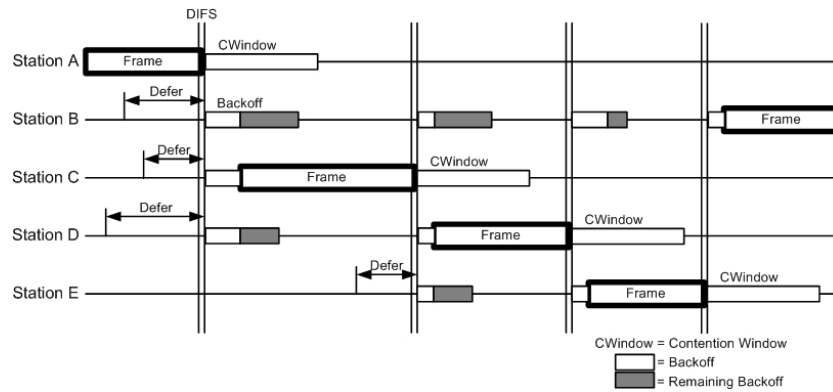 DIFS
CWindow
Station A
Frame
Defer
Backoff
Station B
Frame
Defer
CWindow
Station C
Frame
Defer
CWindow
Station D
Frame
Defer
CWindow
Station E
Frame
CWindow = Contention Window
= Backoff
= Remaining Backoff